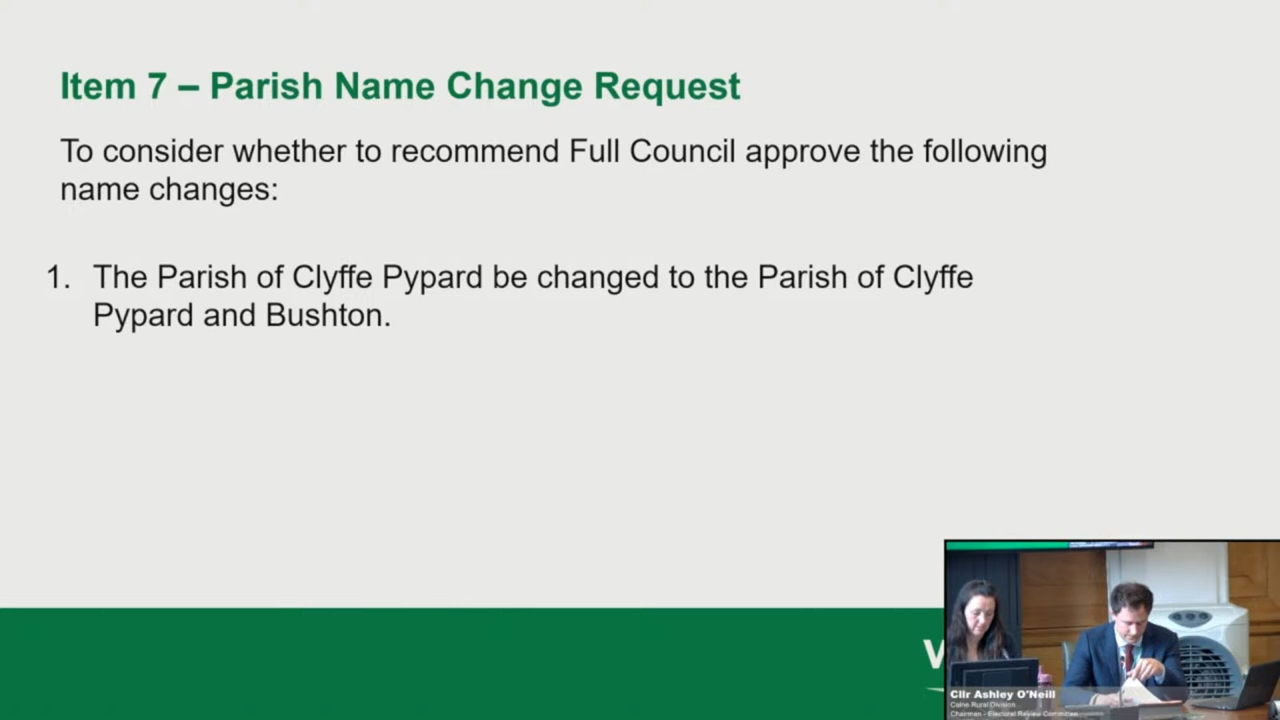 Item 7 – Parish Name Change Request
To consider whether to recommend Full Council approve the following
name changes:
1. The Parish of Clyffe Pypard be changed to the Parish of Clyffe
Pypard and Bushton.
Cllr Ashley O'Neill
Calne Rural Division
Chairman - Electoral Review Committee